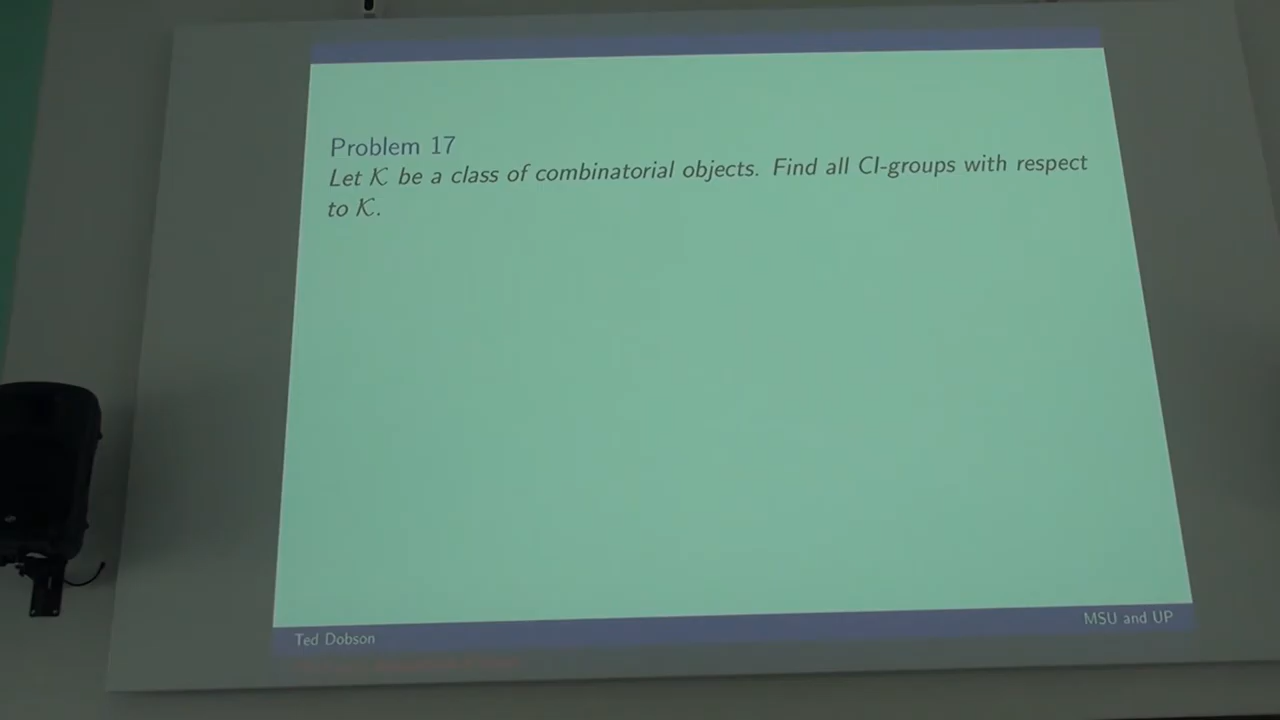 Problem 17
Let K be a class of combinatorial objects. Find all CI-groups with respect
to K.
Ted Dobson
MSU and UP